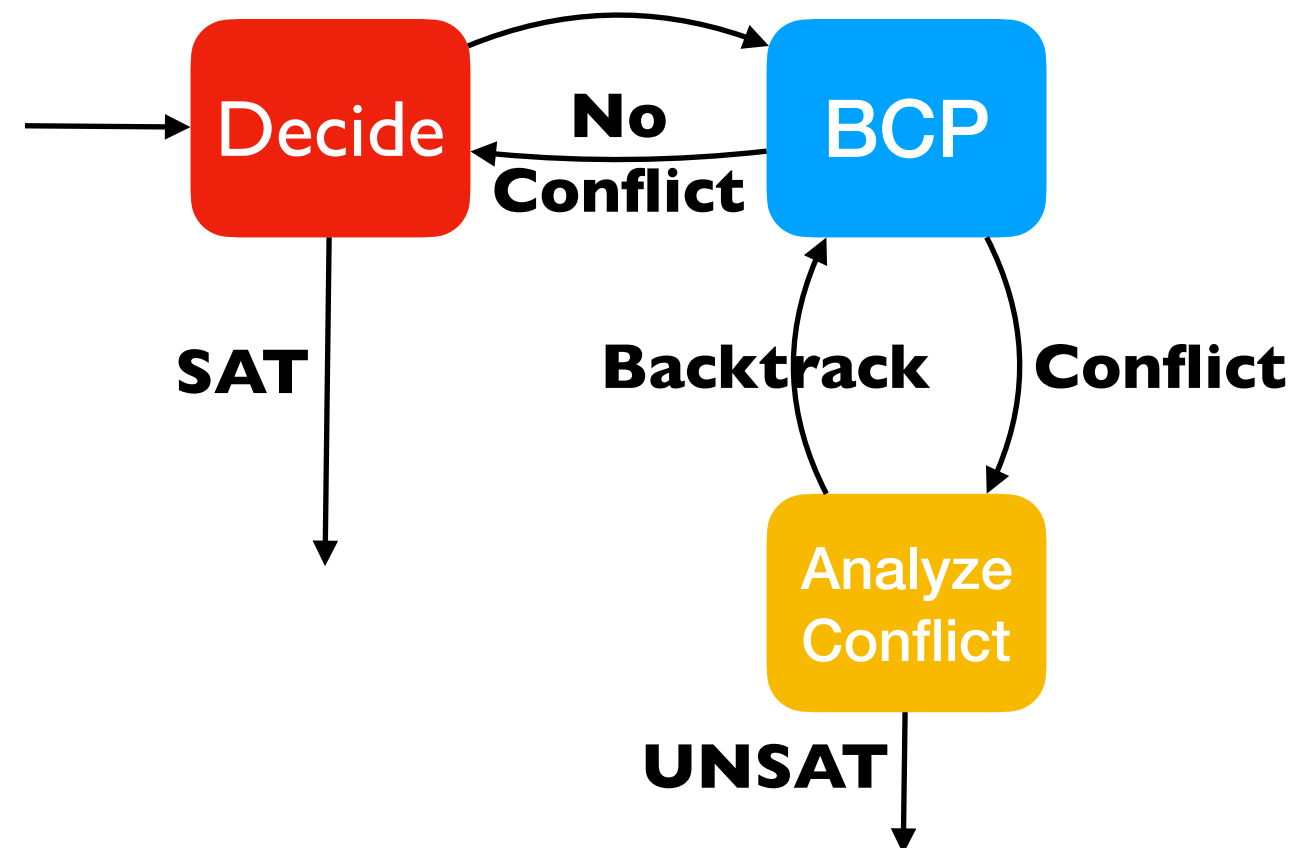 Decide
No
Conflict
BCP
SAT
Backtrack
Conflict
Analyze
Conflict
UNSAT